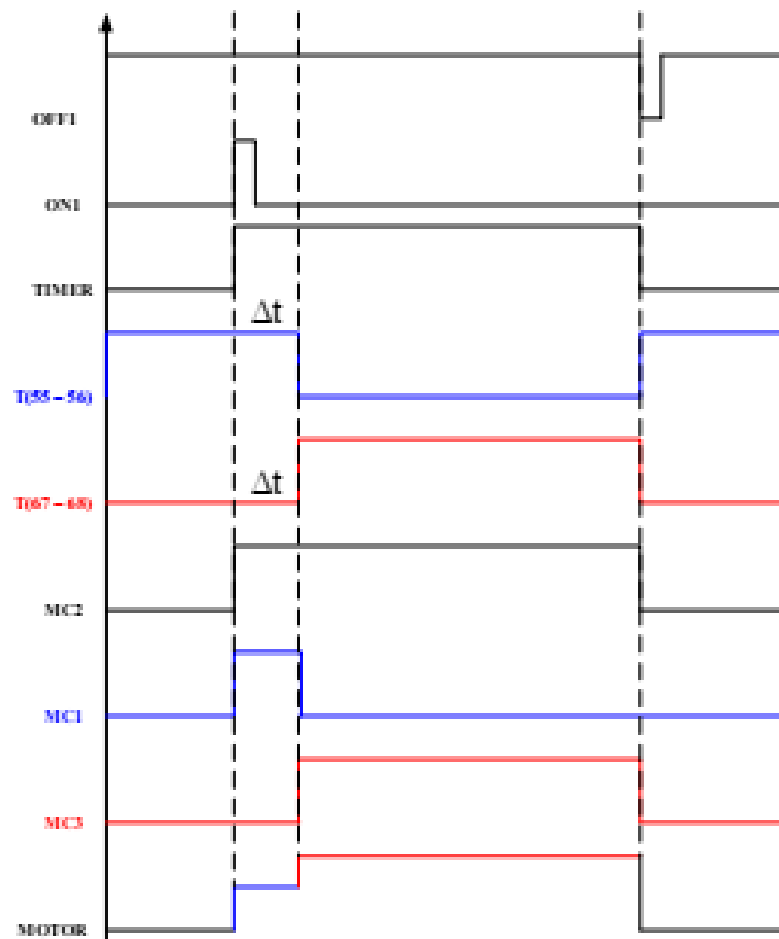 OFF1
ON1
TIMER
Δt
T(55-56)
Δt
T(67-68)
MC2
MC1
MC3
MOTOR